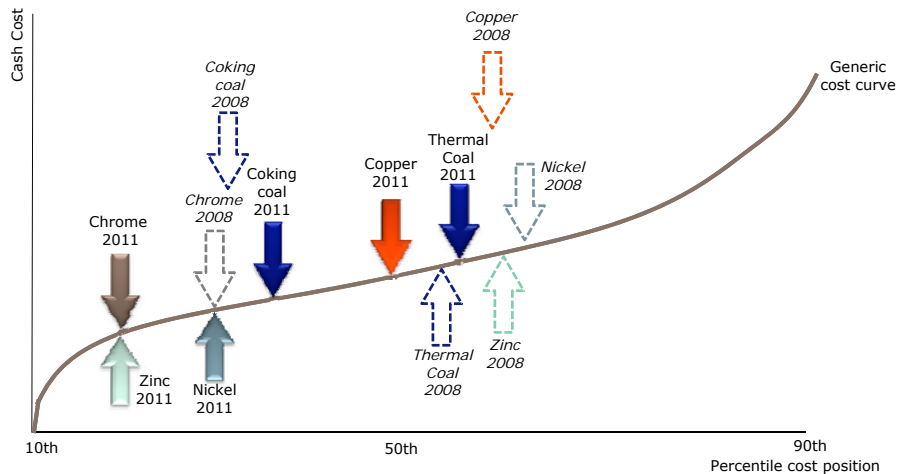 Cash Cost
Copper
2008
Coking
coal
2008
Generic
cost curve
Thermal
Coal
2011
Copper
2011
Nickel
2008
Coking
coal
2011
Chrome
2008
Chrome
2011
Zinc
2011
Nickel
2011
Thermal
Coal
2008
Zinc
2008
10th
50th
90th
Percentile cost position